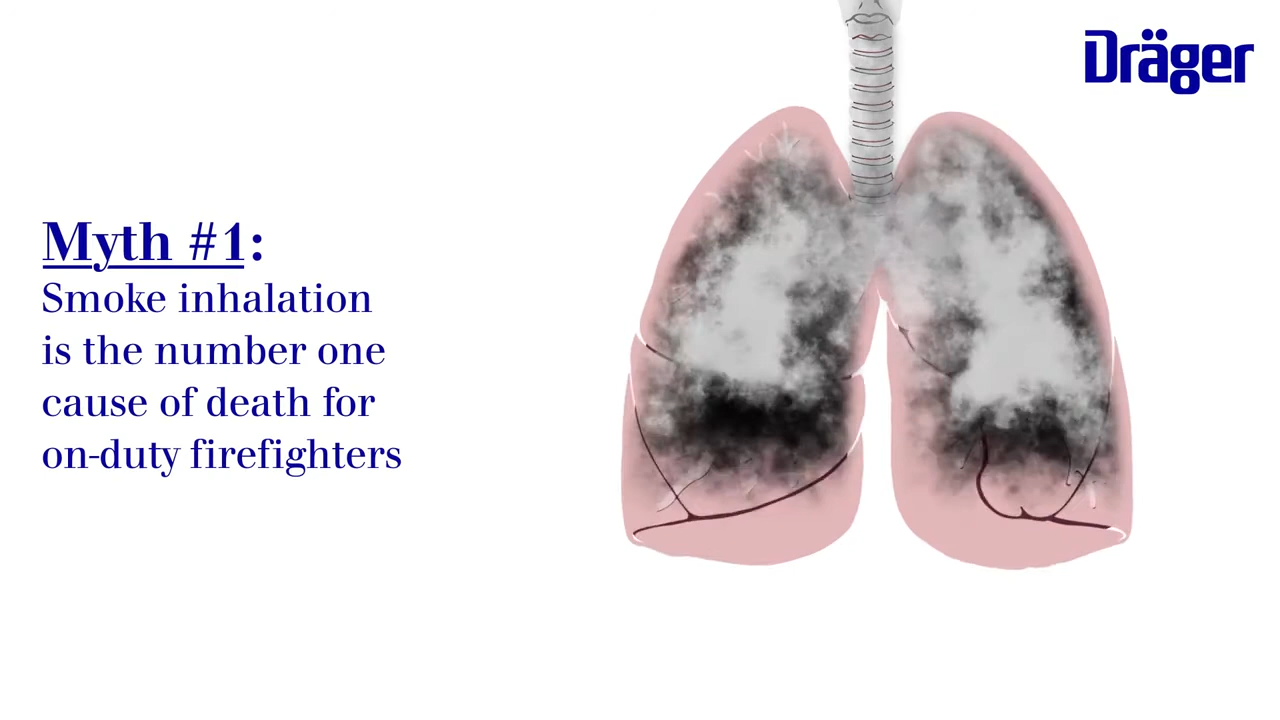 Dräger
Myth #1:
Smoke inhalation
is the number one
cause of death for
on-duty firefighters